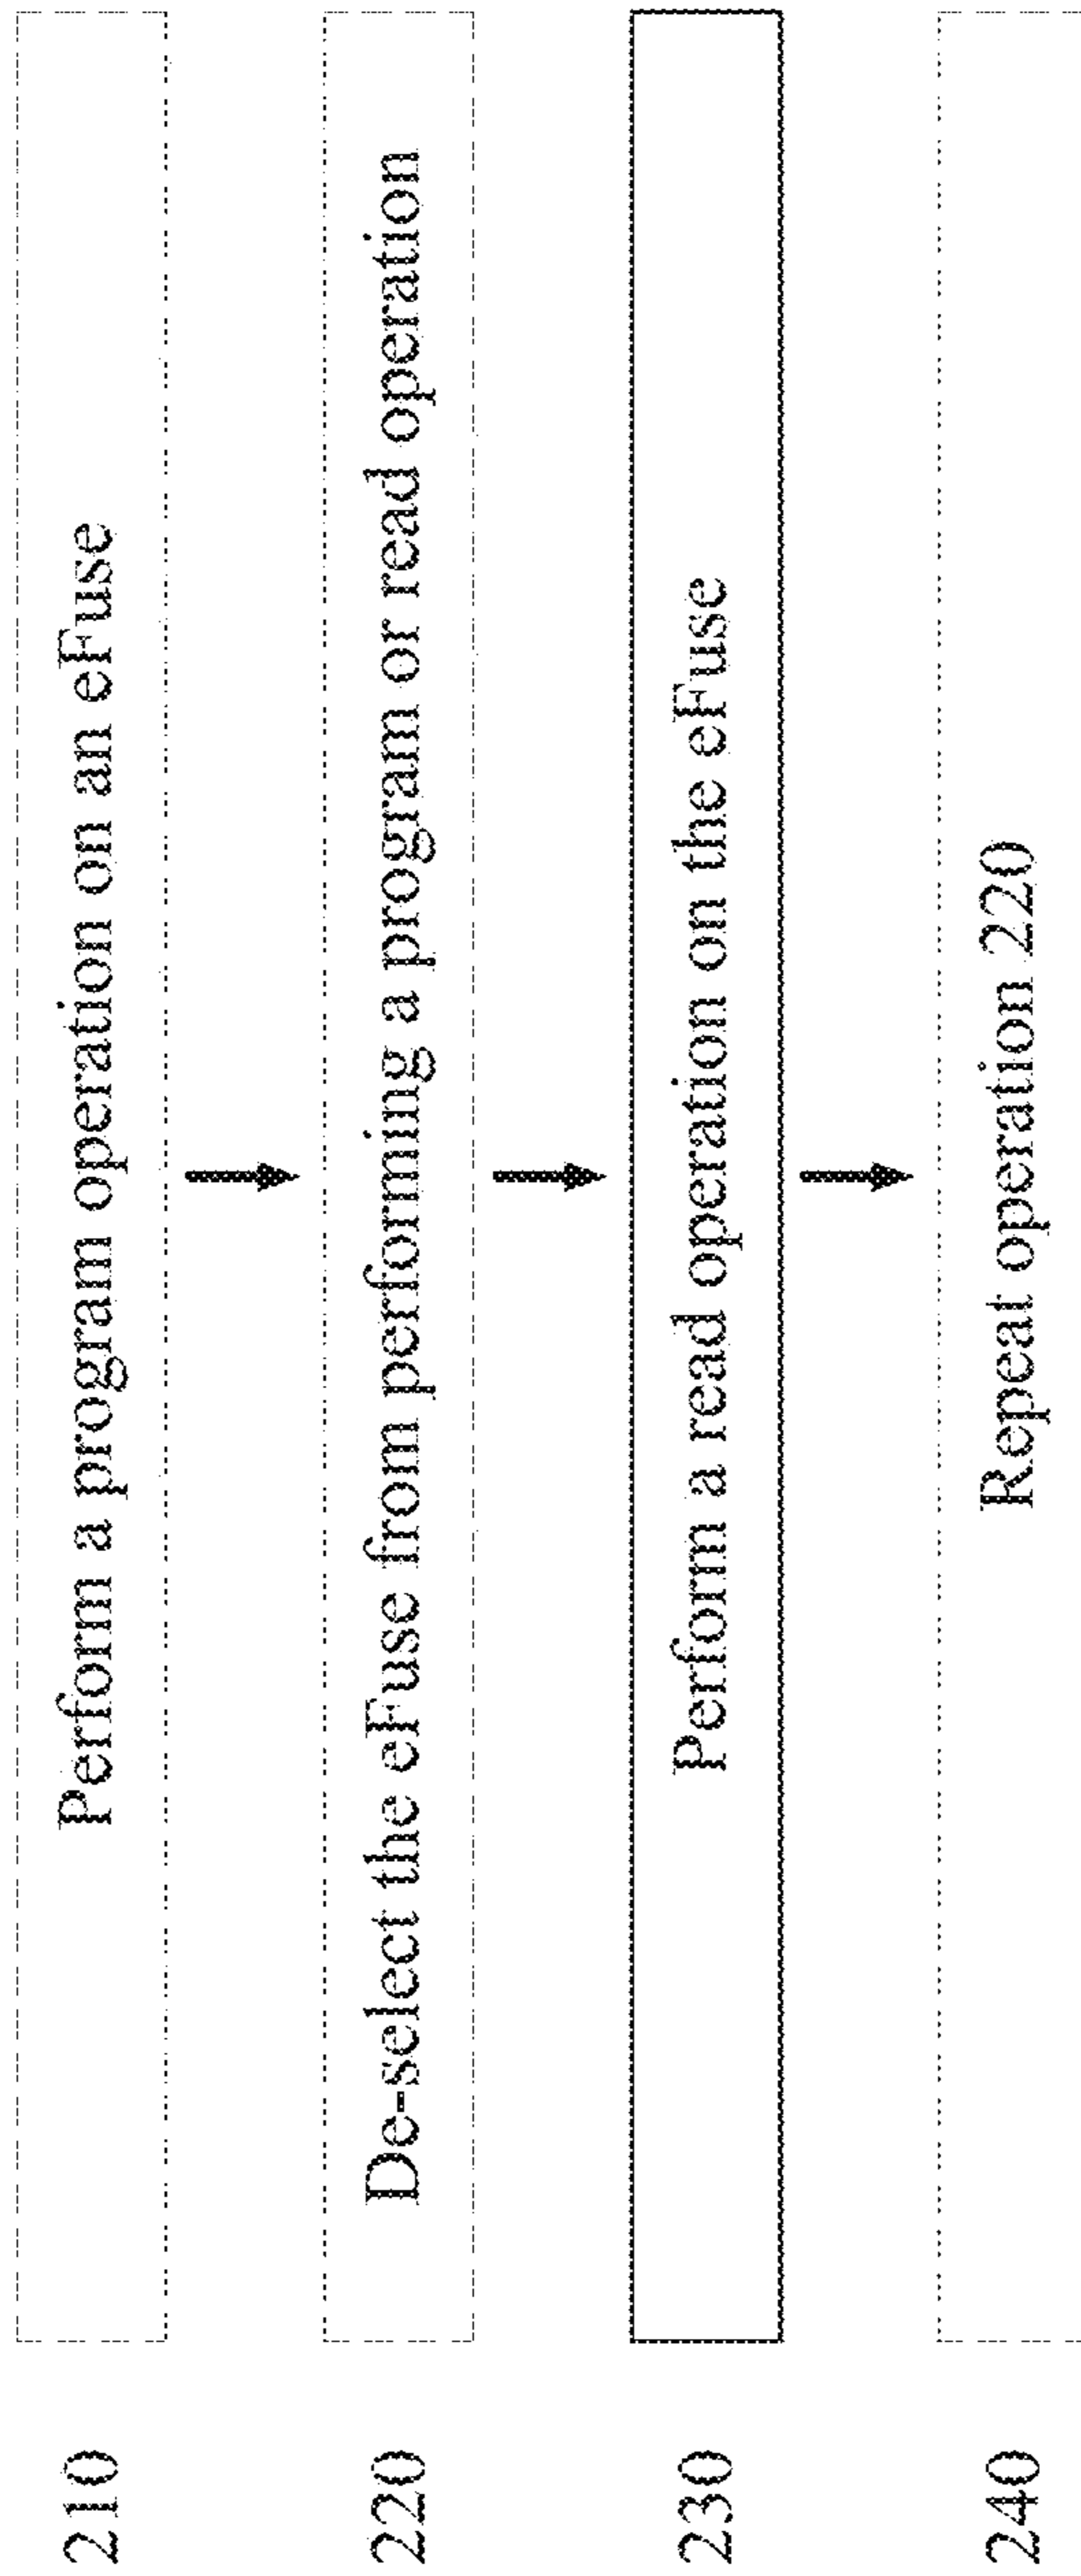 210 Perform a program operation on an eFuse
220 De-select the eFuse from performing a program or read operation
230 Perform a read operation on the eFuse
240 Repeat operation 220